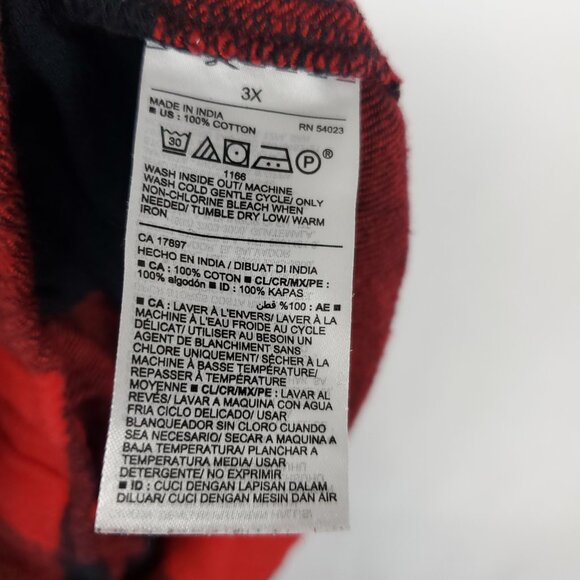 3X
MADE IN INDIA
■ US : 100% COTTON RN 54023
30 P ®
1166
WASH INSIDE OUT/ MACHINE
WASH COLD GENTLE CYCLE/ ONLY
NON-CHLORINE BLEACH WHEN
NEEDED/ TUMBLE DRY LOW/ WARM
IRON
CA 17897
HECHO EN INDIA / DIBUAT DI INDIA
■ CA : 100% COTON ■ CL/CR/MX/PE :
100% algodón ■ ID : 100% KAPAS
■ AE : 100% قطن
■ CA : LAVER À L'ENVERS/ LAVER À LA
MACHINE À L'EAU FROIDE AU CYCLE
DÉLICAT/ UTILISER AU BESOIN UN
AGENT DE BLANCHIMENT SANS
CHLORE UNIQUEMENT/ SÉCHER À LA
MACHINE À BASSE TEMPÉRATURE/
REPASSER À TEMPÉRATURE
MOYENNE ■ CL/CR/MX/PE : LAVAR AL
REVÉS/ LAVAR A MAQUINA CON AGUA
FRIA CICLO DELICADO/ USAR
BLANQUEADOR SIN CLORO CUANDO
SEA NECESARIO/ SECAR A MAQUINA A
BAJA TEMPERATURA/ PLANCHAR A
TEMPERATURA MEDIA/ USAR
DETERGENTE/ NO EXPRIMIR
■ ID : CUCI DENGAN LAPISAN DALAM
DILUAR/ CUCI DENGAN MESIN DAN AIR